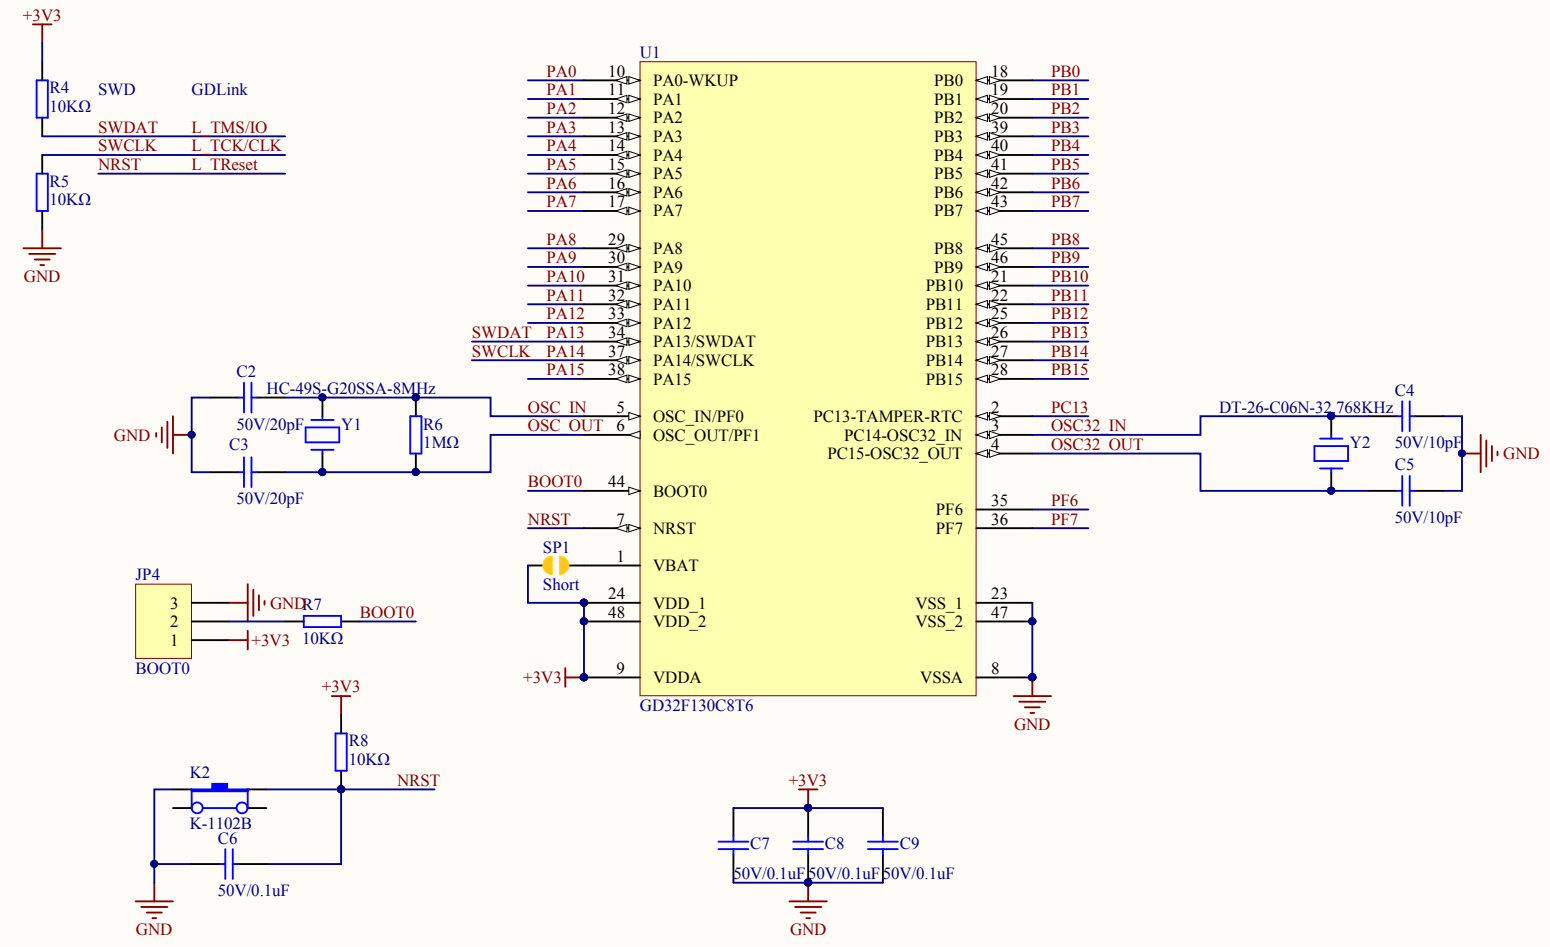 +3V3
R4
10KΩ
SWD GDLink
SWDAT L_TMS/IO
SWCLK L_TCK/CLK
NRST L_TReset
R5
10KΩ
GND
U1
PA0 10 PA0-WKUP PB0 18 PB0
PA1 11 PA1 PB1 19 PB1
PA2 12 PA2 PB2 20 PB2
PA3 13 PA3 PB3 39 PB3
PA4 14 PA4 PB4 40 PB4
PA5 15 PA5 PB5 41 PB5
PA6 16 PA6 PB6 42 PB6
PA7 17 PA7 PB7 43 PB7
PA8 29 PA8 PB8 45 PB8
PA9 30 PA9 PB9 46 PB9
PA10 31 PA10 PB10 21 PB10
PA11 32 PA11 PB11 22 PB11
PA12 33 PA12 PB12 25 PB12
SWDAT PA13 34 PA13/SWDAT PB13 26 PB13
SWCLK PA14 37 PA14/SWCLK PB14 27 PB14
PA15 38 PA15 PB15 28 PB15
OSC_IN 5 OSC_IN/PF0 PC13-TAMPER-RTC 2 PC13
OSC_OUT 6 OSC_OUT/PF1 PC14-OSC32_IN 3 OSC32_IN
PC15-OSC32_OUT 4 OSC32_OUT
BOOT0 44 BOOT0
PF6 35 PF6
NRST 7 NRST PF7 36 PF7
SP1
Short
1 VBAT
24 VDD_1 VSS_1 23
48 VDD_2 VSS_2 47
+3V3 9 VDDA VSSA 8
GND
GD32F130C8T6
C2
HC-49S-G20SSA-8MHz
50V/20pF
Y1
R6
1MΩ
GND
C3
50V/20pF
C4
DT-26-C06N-32.768KHz
50V/10pF
Y2
GND
C5
50V/10pF
JP4
3 GND
2 R7 BOOT0
10KΩ
1 +3V3
BOOT0
+3V3
R8
10KΩ
K2
NRST
K-1102B
C6
50V/0.1uF
GND
+3V3
C7 C8 C9
50V/0.1uF 50V/0.1uF 50V/0.1uF
GND